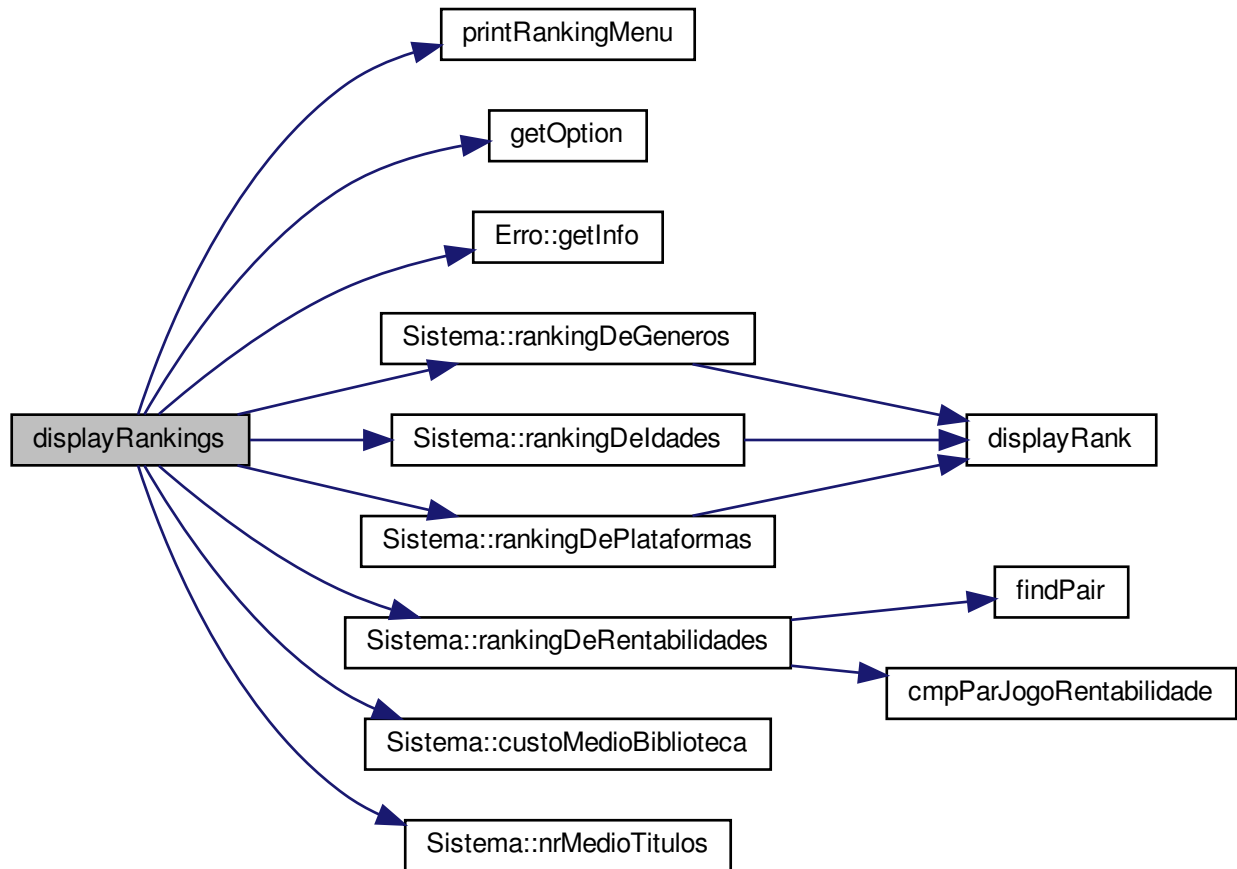 printRankingMenu
getOption
Erro::getInfo
Sistema::rankingDeGeneros
displayRankings
Sistema::rankingDeIdades
displayRank
Sistema::rankingDePlataformas
findPair
Sistema::rankingDeRentabilidades
cmpParJogoRentabilidade
Sistema::custoMedioBiblioteca
Sistema::nrMedioTitulos